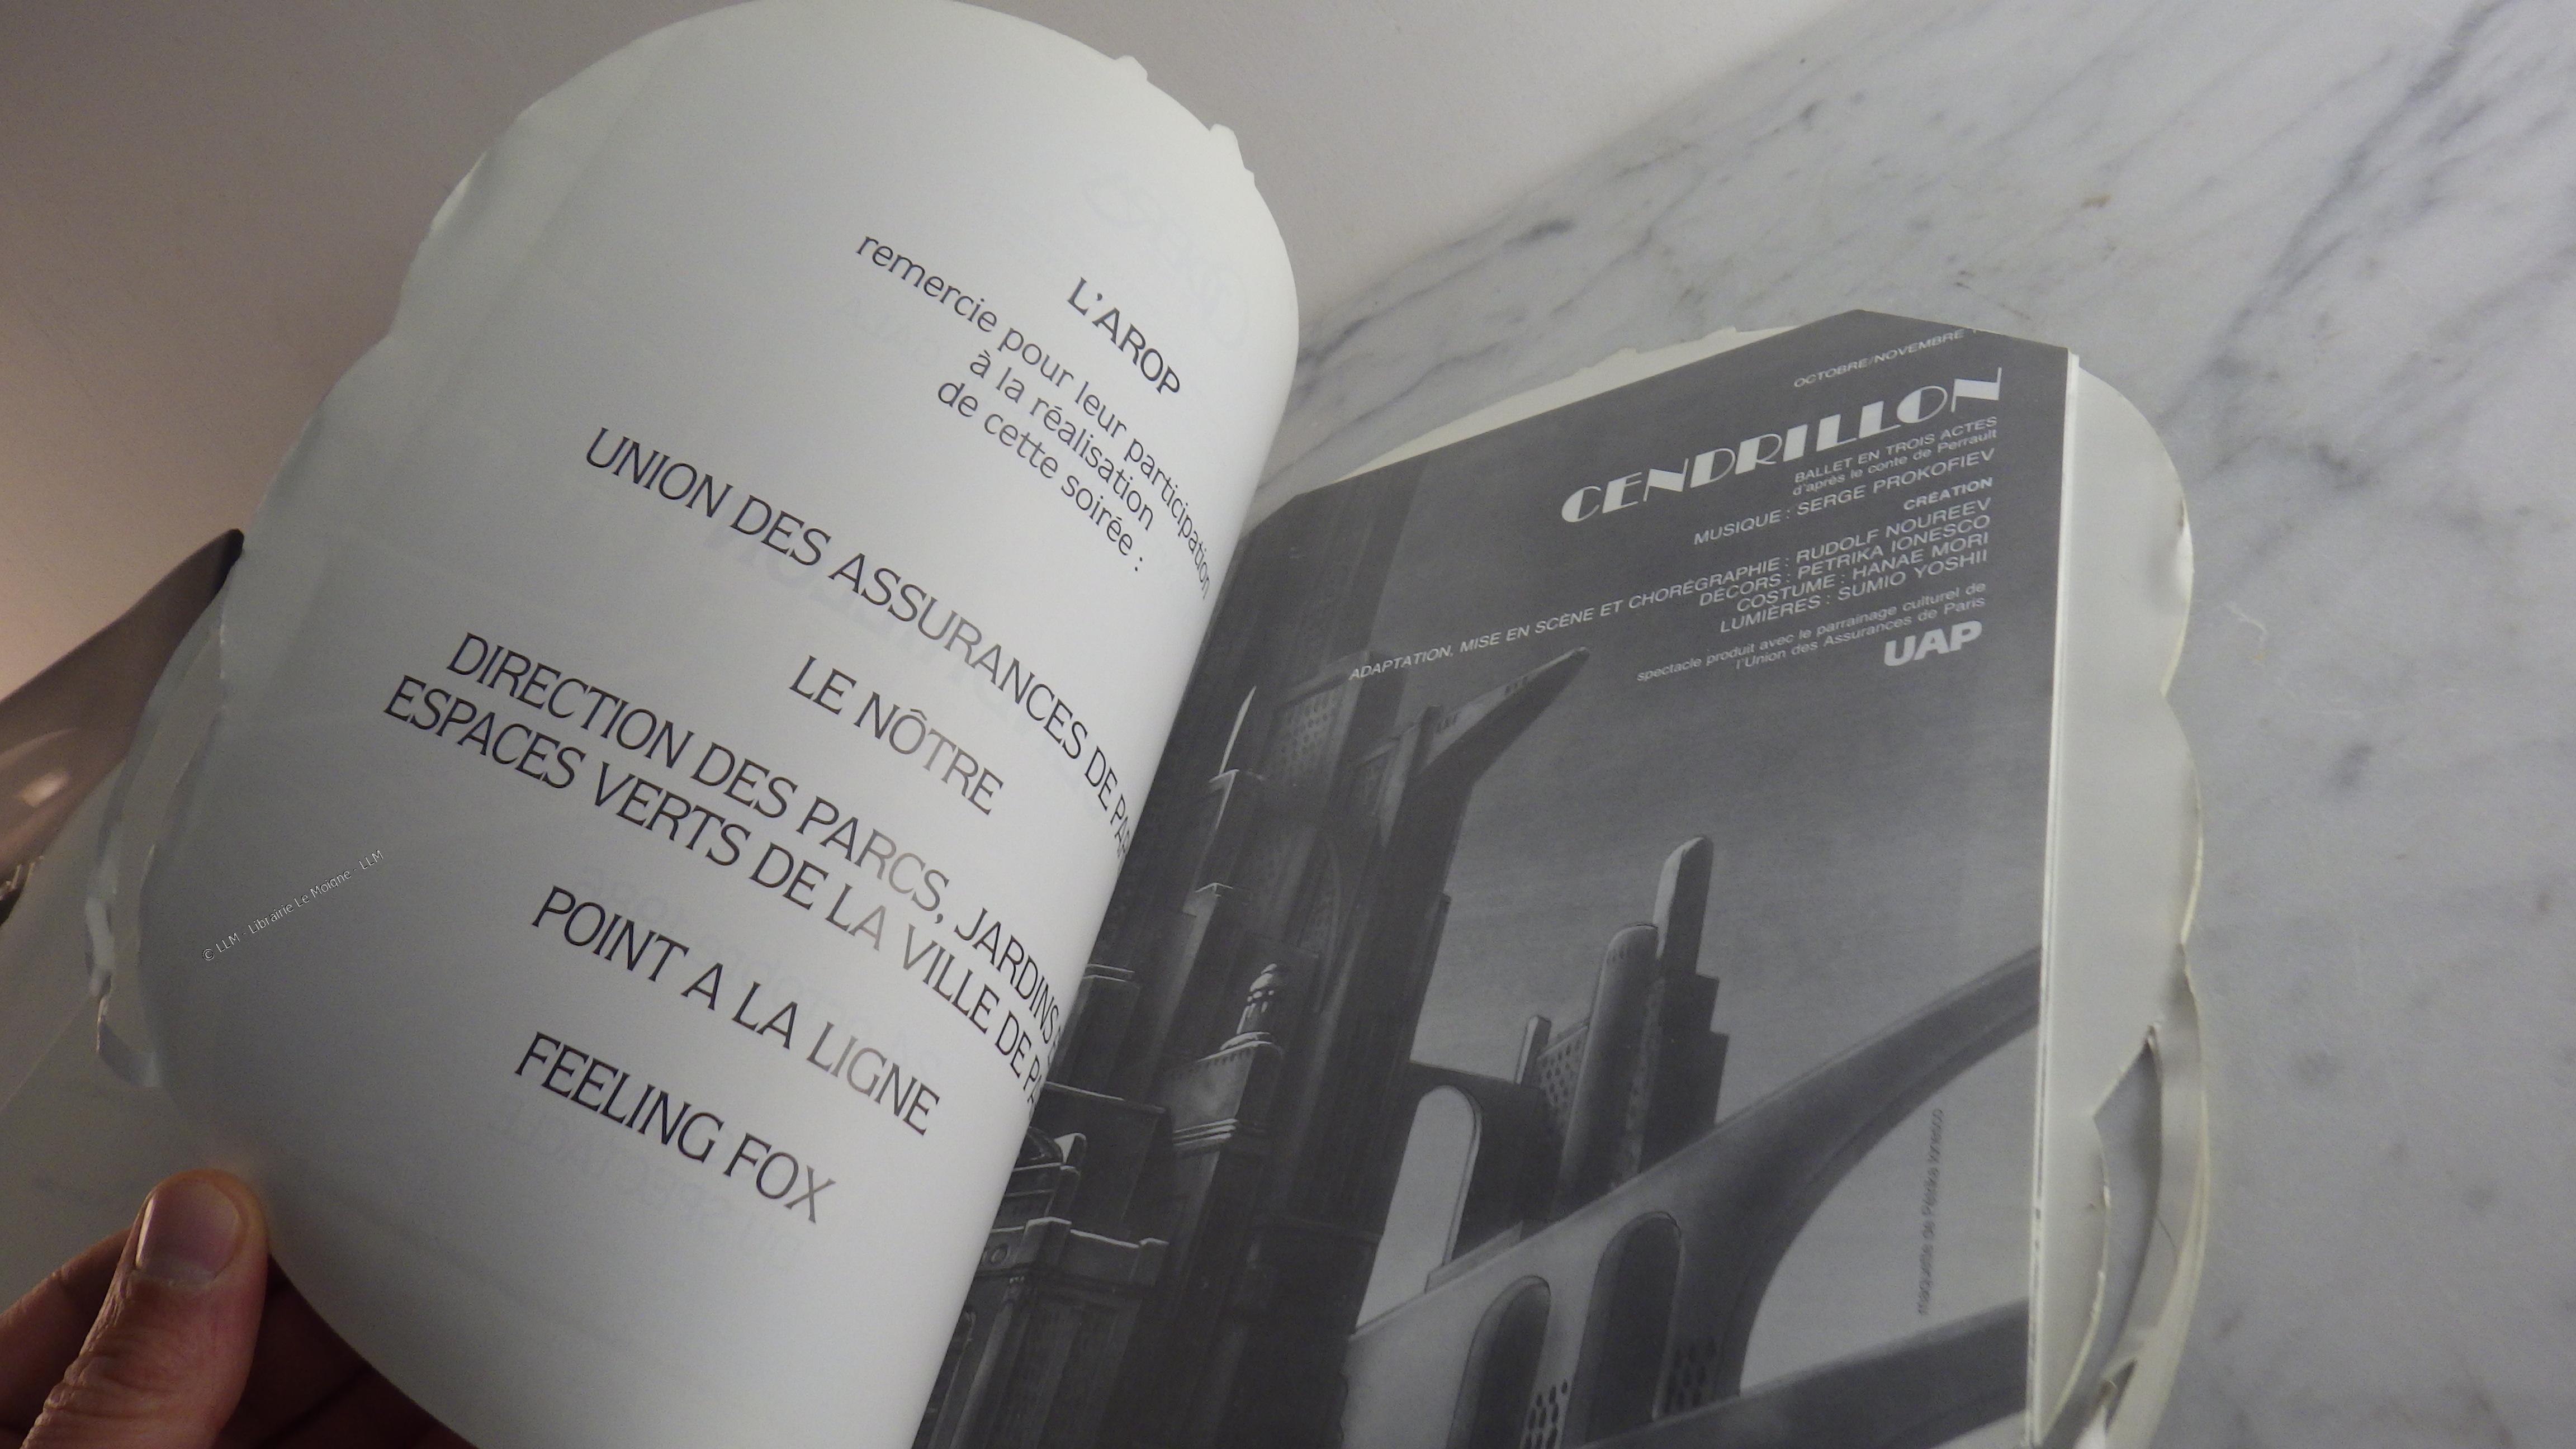 L'AROP
remercie pour leur participation
à la réalisation
de cette soirée :
UNION DES ASSURANCES DE
LE NÔTRE
DIRECTION DES PARCS, JARDINS
ESPACES VERTS DE LA VILLE DE
POINT A LA LIGNE
FEELING FOX
© LLM - Librairie Le Moigne - LLM
OCTOBRE/NOVEMBRE
CENDRILLON
BALLET EN TROIS ACTES
d'après le conte de Perrault
MUSIQUE : SERGE PROKOFIEV
CRÉATION
ADAPTATION, MISE EN SCÈNE ET CHORÉGRAPHIE : RUDOLF NOUREEV
DÉCORS : PETRIKA IONESCO
COSTUME : HANAE MORI
LUMIÈRES : SUMIO YOSHII
spectacle produit avec le parrainage culturel de
l'Union des Assurances de Paris
UAP
maquette de Pétrika Ionesco